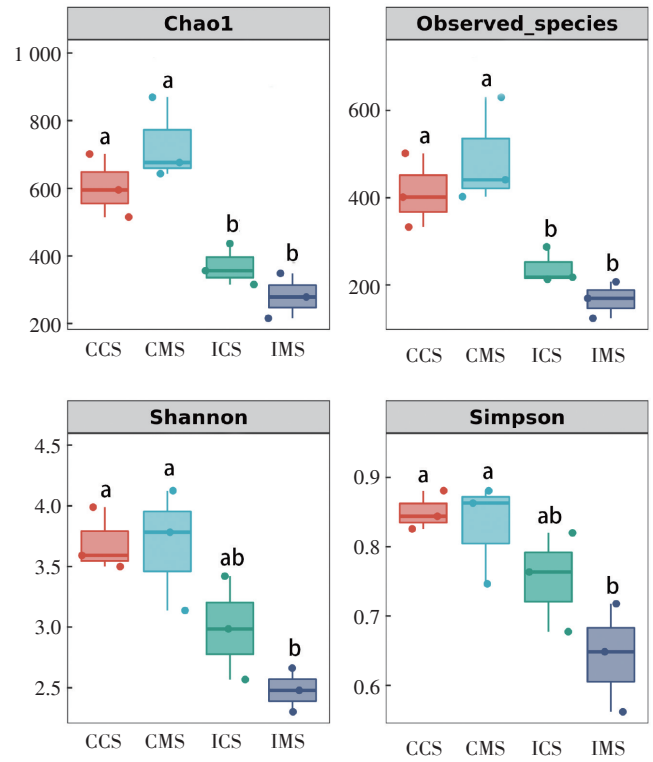 Chao1
1 000
800
600
400
200
a
a
b
b
CCS CMS ICS IMS
Observed_species
600
400
200
a
a
b
b
CCS CMS ICS IMS
Shannon
4.5
4.0
3.5
3.0
2.5
a
a
ab
b
CCS CMS ICS IMS
Simpson
0.9
0.8
0.7
0.6
a
a
ab
b
CCS CMS ICS IMS